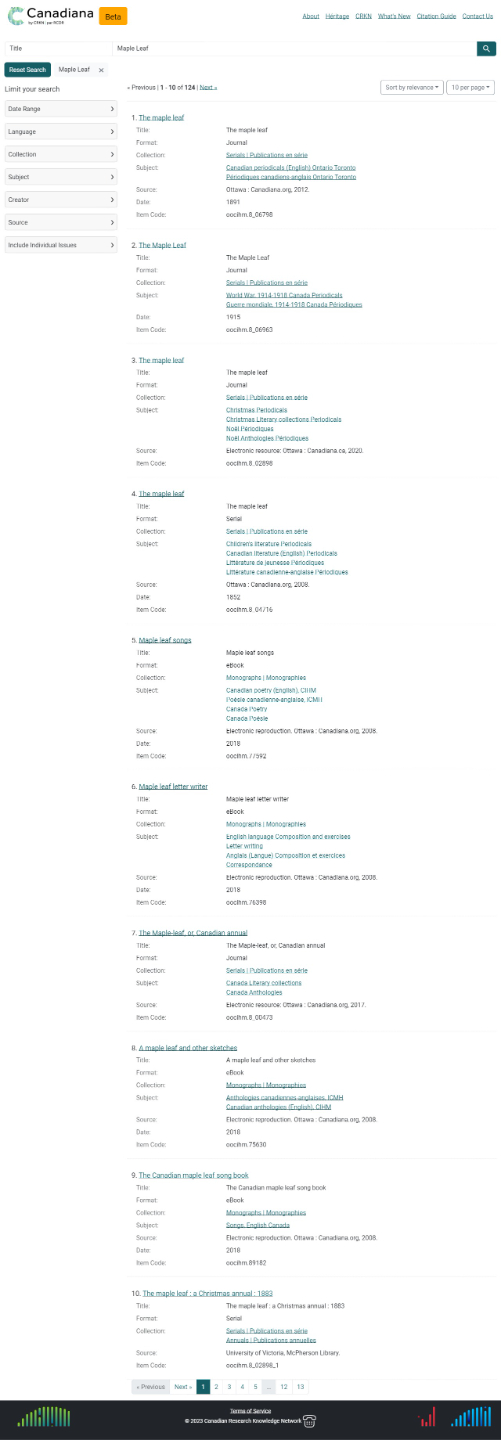 Canadiana
by CRKN | par RCDR
Beta
About Héritage CRKN What's New Citation Guide Contact Us
Title Maple Leaf
Reset Search Maple Leaf ×
Limit your search
Date Range
Language
Collection
Subject
Creator
Source
Include Individual Issues
« Previous | 1 - 10 of 124 | Next »
Sort by relevance 10 per page
1. The maple leaf
Title: The maple leaf
Format: Journal
Collection: Serials | Publications en série
Subject: Canadian periodicals (English) Ontario Toronto
Périodiques canadiens-anglais Ontario Toronto
Source: Ottawa : Canadiana.org, 2012.
Date: 1891
Item Code: oocihm.8_06798
2. The Maple Leaf
Title: The Maple Leaf
Format: Journal
Collection: Serials | Publications en série
Subject: World War, 1914-1918 Canada Periodicals
Guerre mondiale, 1914-1918 Canada Périodiques
Date: 1915
Item Code: oocihm.8_06963
3. The maple leaf
Title: The maple leaf
Format: Journal
Collection: Serials | Publications en série
Subject: Christmas Periodicals
Christmas Literary collections Periodicals
Noël Périodiques
Noël Anthologies Périodiques
Source: Electronic resource: Ottawa : Canadiana.ca, 2020.
Item Code: oocihm.8_02898
4. The maple leaf
Title: The maple leaf
Format: Serial
Collection: Serials | Publications en série
Subject: Children's literature Periodicals
Canadian literature (English) Periodicals
Littérature de jeunesse Périodiques
Littérature canadienne-anglaise Périodiques
Source: Ottawa : Canadiana.org, 2008.
Date: 1852
Item Code: oocihm.8_04716
5. Maple leaf songs
Title: Maple leaf songs
Format: eBook
Collection: Monographs | Monographies
Subject: Canadian poetry (English), CIHM
Poésie canadienne-anglaise, ICMH
Canada Poetry
Canada Poésie
Source: Electronic reproduction. Ottawa : Canadiana.org, 2008.
Date: 2018
Item Code: oocihm.77592
6. Maple leaf letter writer
Title: Maple leaf letter writer
Format: eBook
Collection: Monographs | Monographies
Subject: English language Composition and exercises
Letter writing
Anglais (Langue) Composition et exercices
Correspondance
Source: Electronic reproduction. Ottawa : Canadiana.org, 2008.
Date: 2018
Item Code: oocihm.76398
7. The Maple-leaf, or, Canadian annual
Title: The Maple-leaf, or, Canadian annual
Format: Journal
Collection: Serials | Publications en série
Subject: Canada Literary collections
Canada Anthologies
Source: Electronic resource: Ottawa : Canadiana.org, 2017.
Item Code: oocihm.8_00473
8. A maple leaf and other sketches
Title: A maple leaf and other sketches
Format: eBook
Collection: Monographs | Monographies
Subject: Anthologies canadiennes-anglaises, ICMH
Canadian anthologies (English), CIHM
Source: Electronic reproduction. Ottawa : Canadiana.org, 2008.
Date: 2018
Item Code: oocihm.75630
9. The Canadian maple leaf song book
Title: The Canadian maple leaf song book
Format: eBook
Collection: Monographs | Monographies
Subject: Songs, English Canada
Source: Electronic reproduction. Ottawa : Canadiana.org, 2008.
Date: 2018
Item Code: oocihm.89182
10. The maple leaf : a Christmas annual : 1883
Title: The maple leaf : a Christmas annual : 1883
Format: Serial
Collection: Serials | Publications en série
Annuals | Publications annuelles
Source: University of Victoria, McPherson Library.
Item Code: oocihm.8_02898_1
« Previous Next » 1 2 3 4 5 … 12 13
Terms of Service
© 2023 Canadian Research Knowledge Network